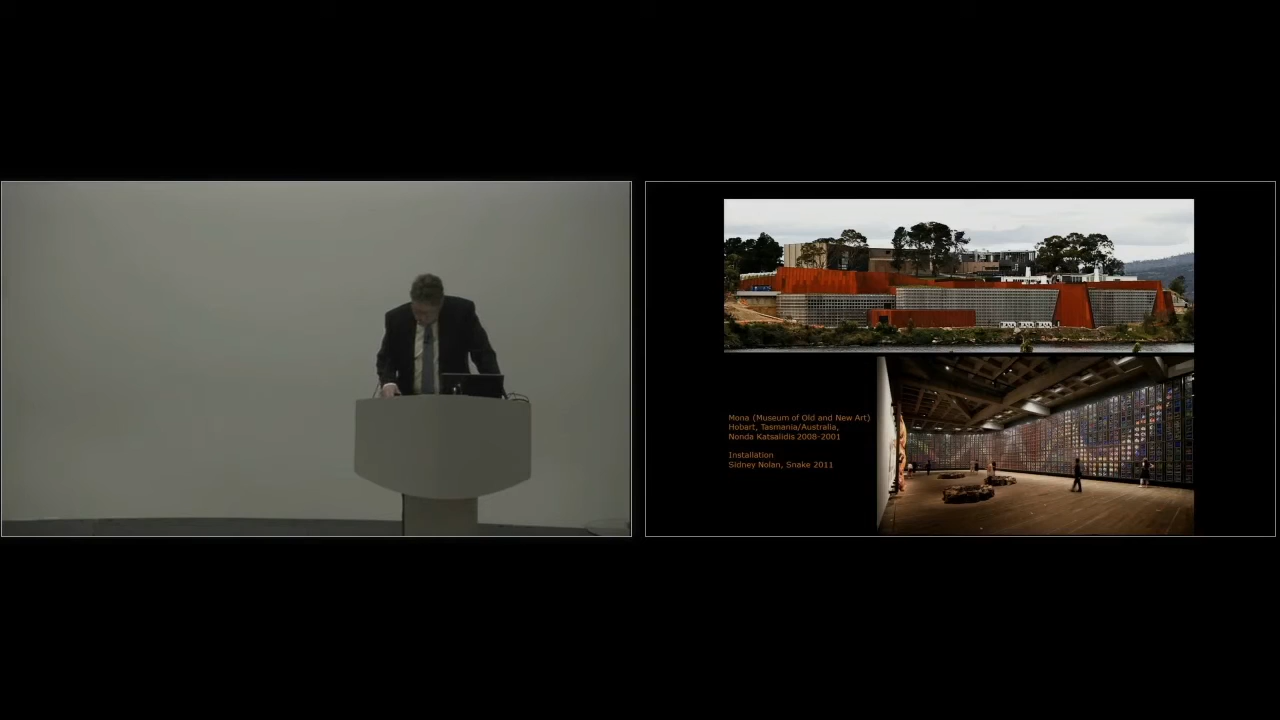 Mona (Museum of Old and New Art)
Hobart, Tasmania/Australia,
Nonda Katsalidis 2008-2001
Installation
Sidney Nolan, Snake 2011